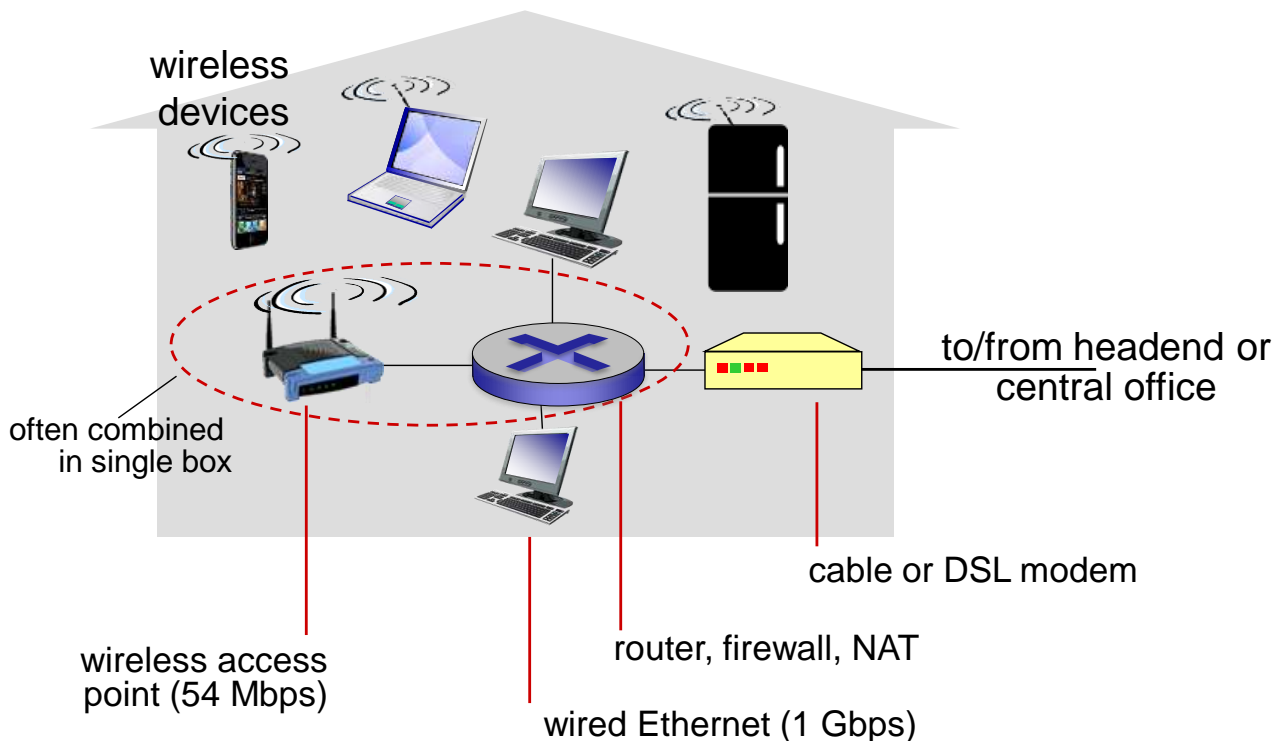 wireless
devices
to/from headend or
central office
often combined
in single box
cable or DSL modem
router, firewall, NAT
wireless access
point (54 Mbps)
wired Ethernet (1 Gbps)